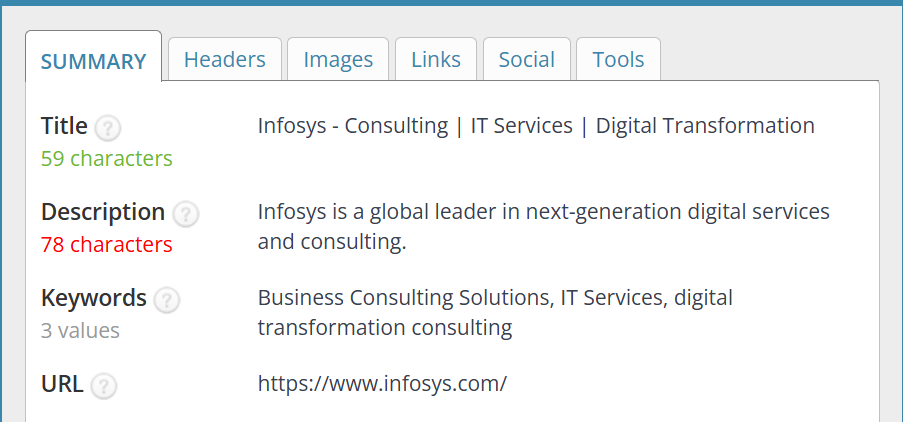 SUMMARY Headers Images Links Social Tools
Title ? Infosys - Consulting | IT Services | Digital Transformation
59 characters
Description ? Infosys is a global leader in next-generation digital services
78 characters and consulting.
Keywords ? Business Consulting Solutions, IT Services, digital
3 values transformation consulting
URL ? https://www.infosys.com/